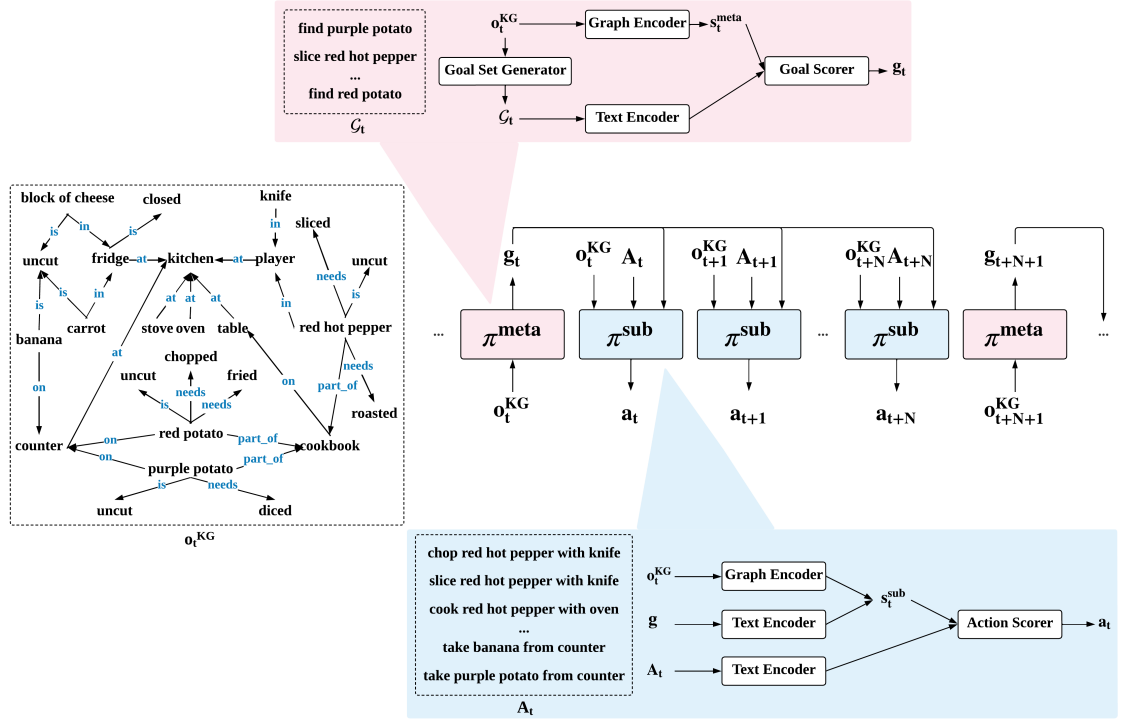 find purple potato
slice red hot pepper
...
find red potato
𝒢t
otKG
Graph Encoder
stmeta
Goal Set Generator
Goal Scorer
gt
𝒢t
Text Encoder
block of cheese
closed
knife
is
in
is
in
sliced
uncut
fridge
at
kitchen
at
player
needs
uncut
is
is
in
is
in
carrot
at
at
at
stove
oven
table
red hot pepper
banana
at
chopped
needs
uncut
fried
part_of
on
needs
is
needs
on
roasted
red potato
counter
on
part_of
cookbook
on
part_of
purple potato
is
needs
uncut
diced
otKG
gt
otKG
At
ot+1KG
At+1
ot+NKG
At+N
gt+N+1
...
πmeta
πsub
πsub
...
πsub
πmeta
...
otKG
at
at+1
at+N
ot+N+1KG
chop red hot pepper with knife
slice red hot pepper with knife
cook red hot pepper with oven
...
take banana from counter
take purple potato from counter
At
otKG
Graph Encoder
stsub
g
Text Encoder
Action Scorer
at
At
Text Encoder